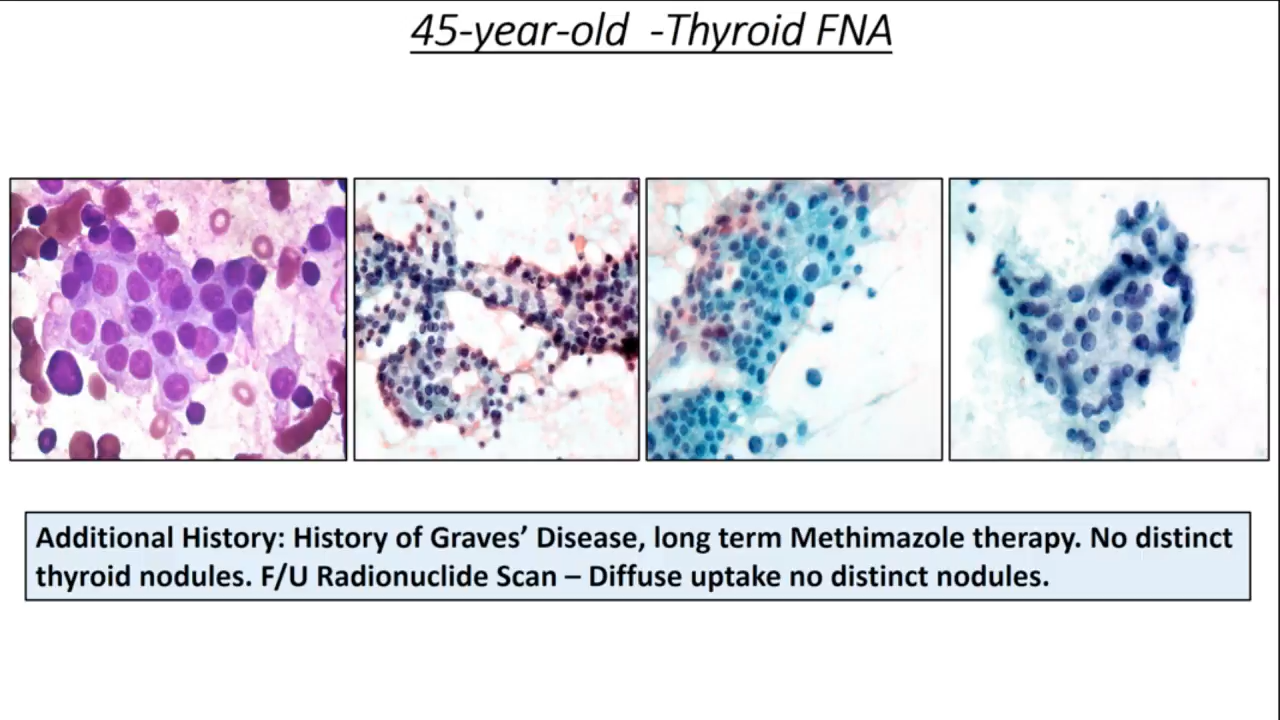 45-year-old -Thyroid FNA
Additional History: History of Graves’ Disease, long term Methimazole therapy. No distinct
thyroid nodules. F/U Radionuclide Scan – Diffuse uptake no distinct nodules.